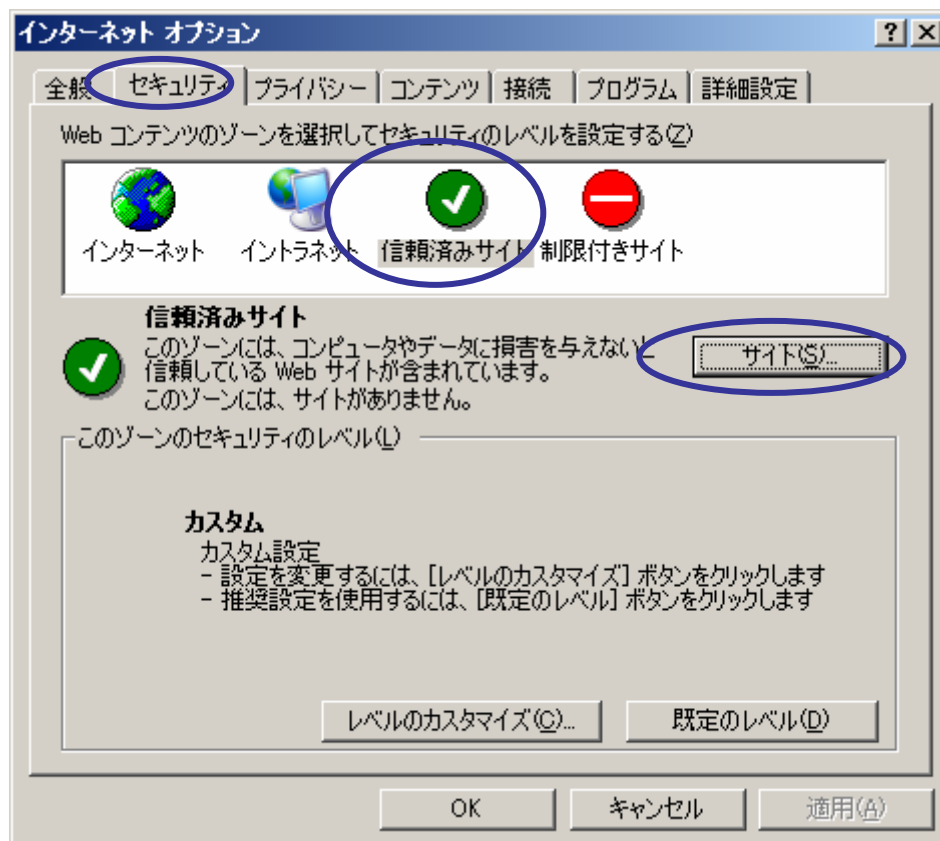 インターネット オプション
全般 セキュリティ プライバシー コンテンツ 接続 プログラム 詳細設定
Web コンテンツのゾーンを選択してセキュリティのレベルを設定する(Z)
インターネット イントラネット 信頼済みサイト 制限付きサイト
信頼済みサイト
このゾーンには、コンピュータやデータに損害を与えないと
信頼している Web サイトが含まれています。
このゾーンには、サイトがありません。
サイト(S)...
このゾーンのセキュリティのレベル(L)
カスタム
カスタム設定
- 設定を変更するには、[レベルのカスタマイズ] ボタンをクリックします
- 推奨設定を使用するには、[既定のレベル] ボタンをクリックします
レベルのカスタマイズ(C)... 既定のレベル(D)
OK キャンセル 適用(A)